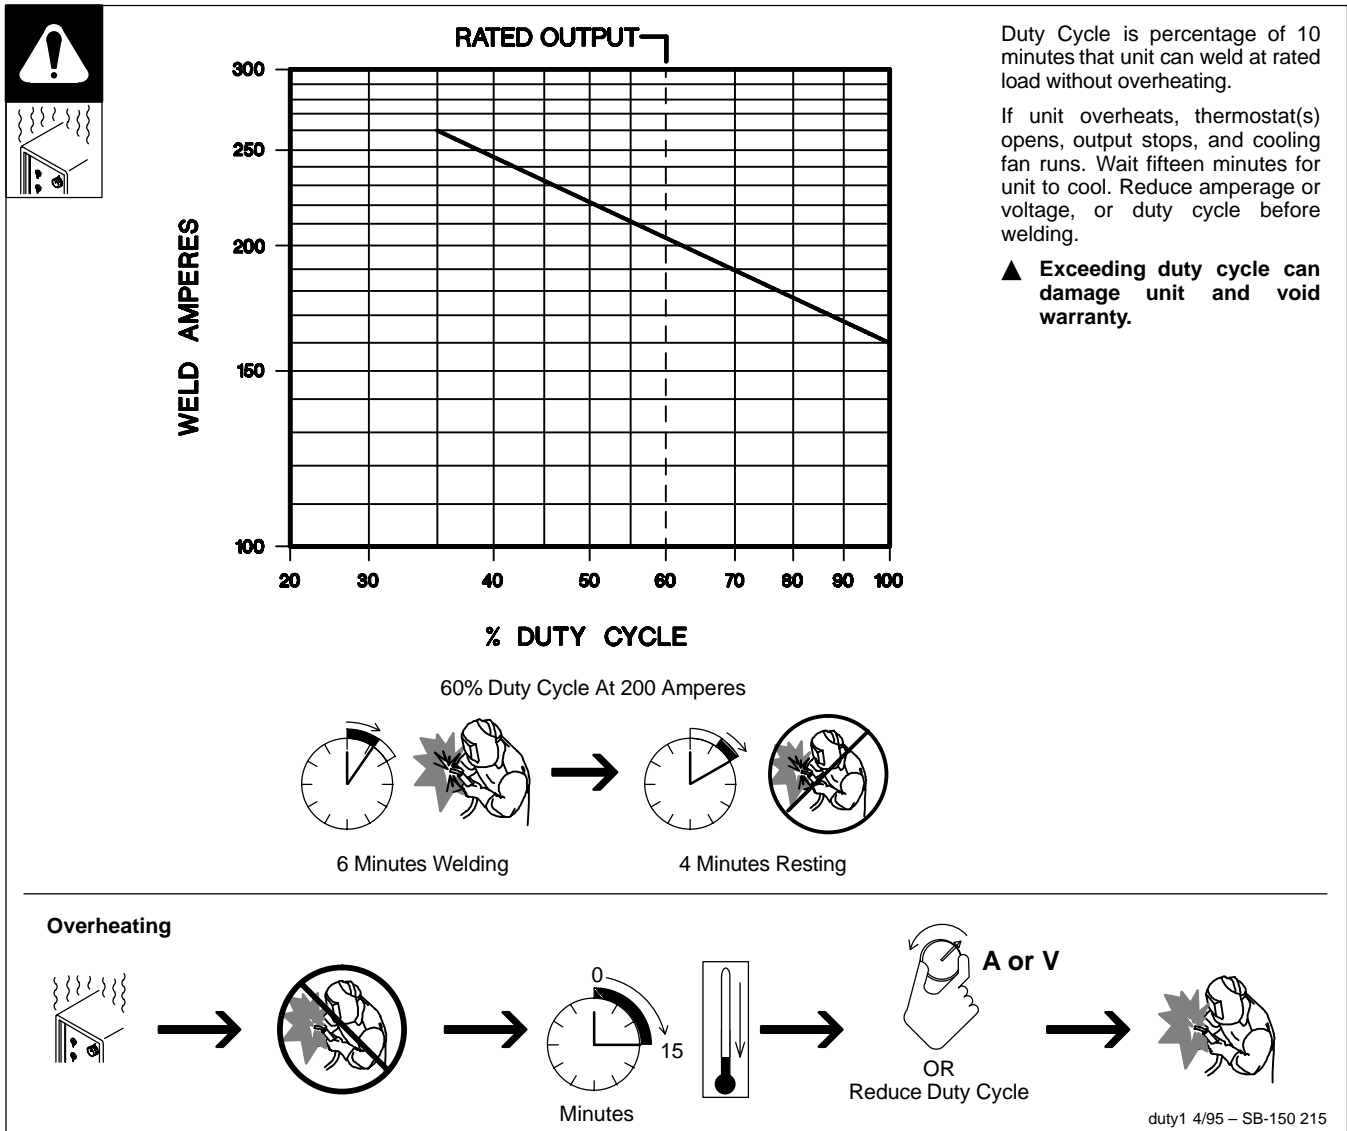 RATED OUTPUT
300
250
200
150
100
WELD AMPERES
20 30 40 50 60 70 80 90 100
% DUTY CYCLE
Duty Cycle is percentage of 10
minutes that unit can weld at rated
load without overheating.
If unit overheats, thermostat(s)
opens, output stops, and cooling
fan runs. Wait fifteen minutes for
unit to cool. Reduce amperage or
voltage, or duty cycle before
welding.
Exceeding duty cycle can
damage unit and void
warranty.
60% Duty Cycle At 200 Amperes
6 Minutes Welding
4 Minutes Resting
Overheating
0
15
Minutes
A or V
OR
Reduce Duty Cycle
duty1 4/95 – SB-150 215